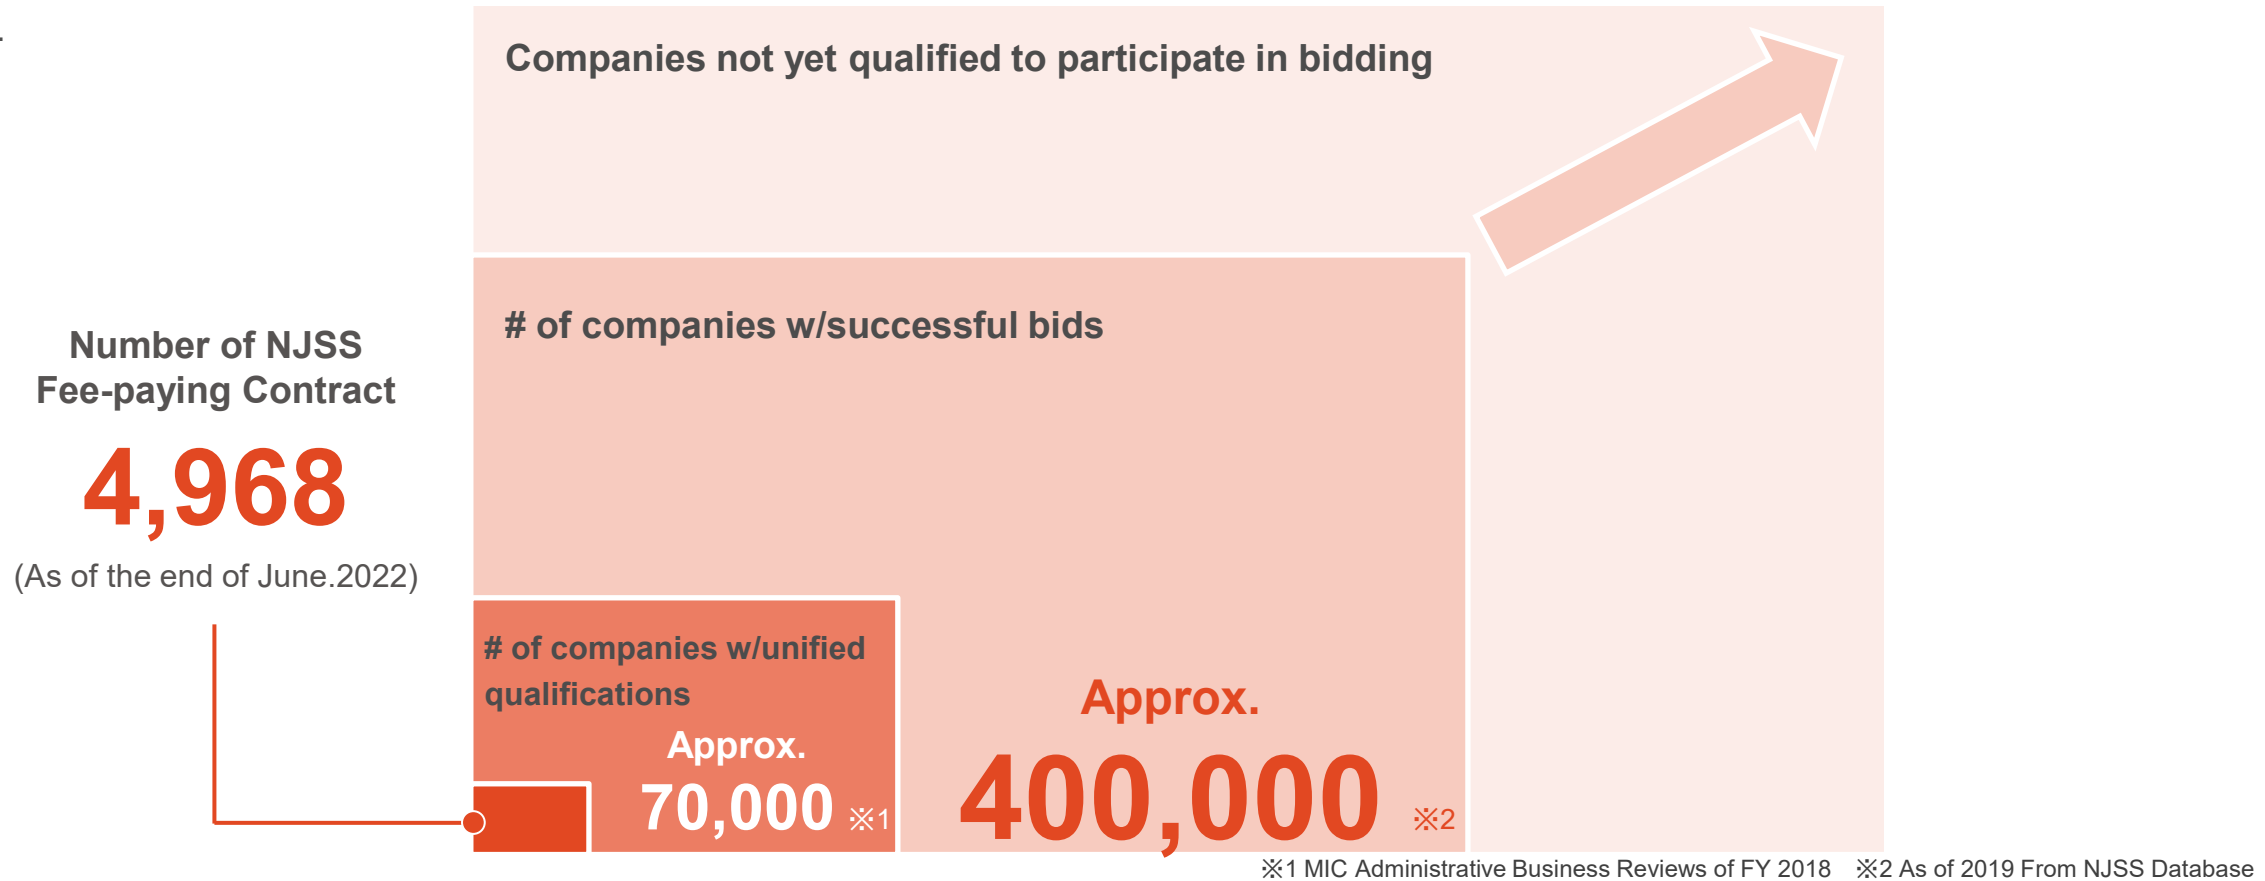 Companies not yet qualified to participate in bidding
# of companies w/successful bids
Number of NJSS
Fee-paying Contract
4,968
(As of the end of June.2022)
# of companies w/unified
qualifications
Approx.
70,000 ※1
Approx.
400,000 ※2
※1 MIC Administrative Business Reviews of FY 2018 ※2 As of 2019 From NJSS Database